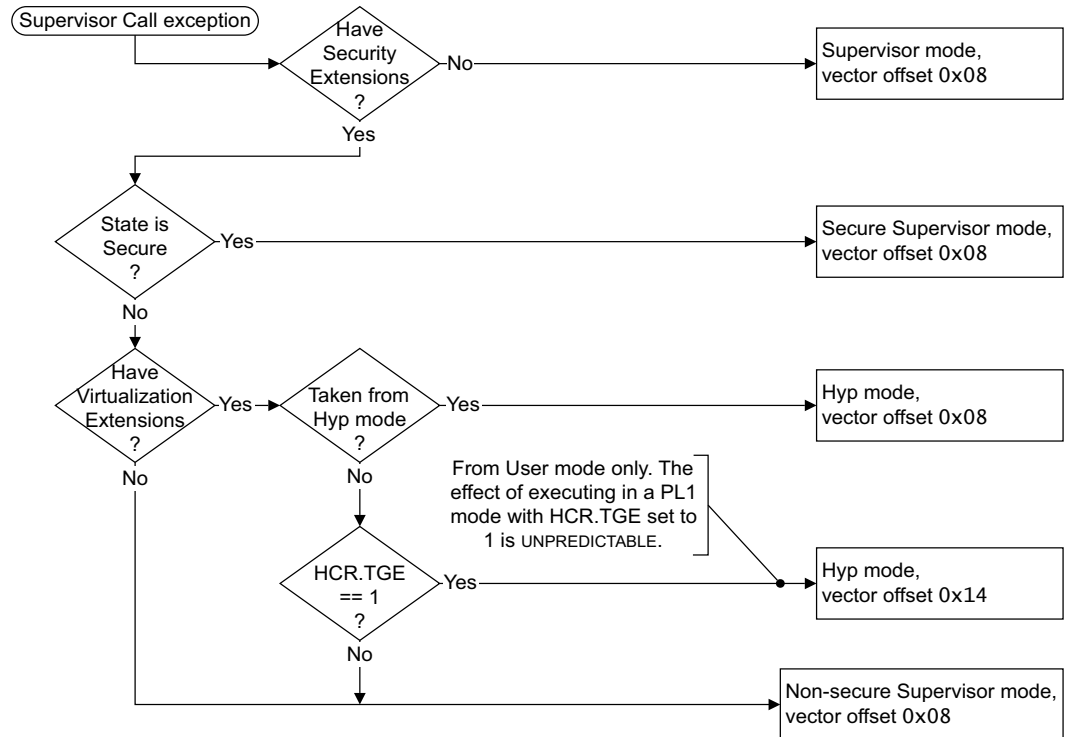 Supervisor Call exception
Have
Security
Extensions
?
No
Supervisor mode,
vector offset 0x08
Yes
State is
Secure
?
Yes
Secure Supervisor mode,
vector offset 0x08
No
Have
Virtualization
Extensions
?
Yes
Taken from
Hyp mode
?
Yes
Hyp mode,
vector offset 0x08
No
No
From User mode only. The
effect of executing in a PL1
mode with HCR.TGE set to
1 is UNPREDICTABLE.
HCR.TGE
== 1
?
Yes
Hyp mode,
vector offset 0x14
No
Non-secure Supervisor mode,
vector offset 0x08